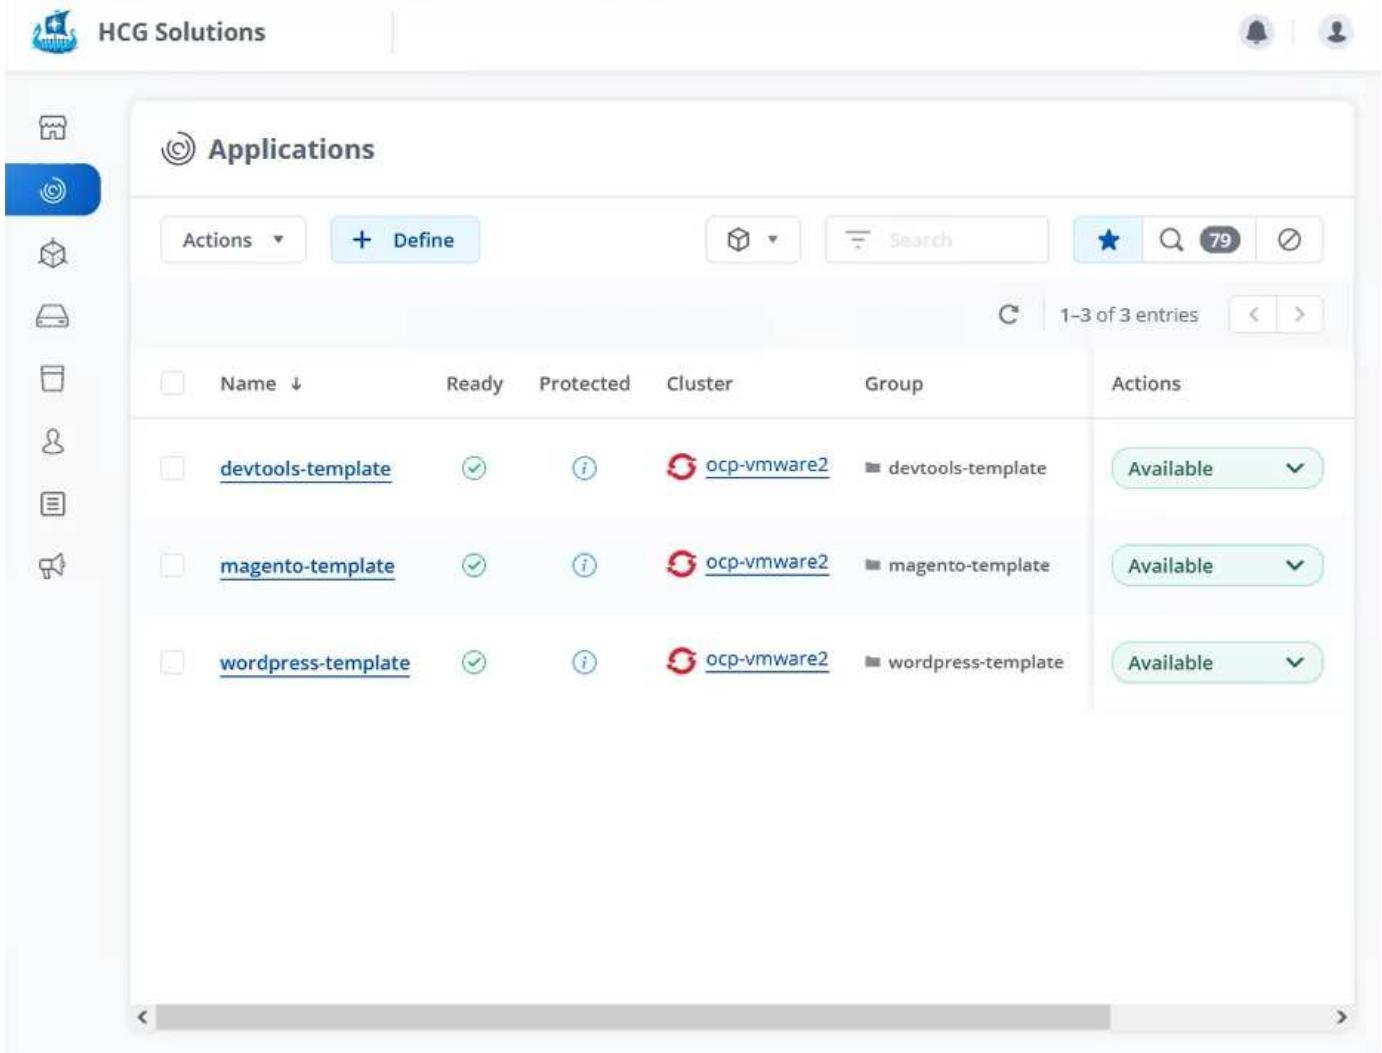 HCG Solutions
Applications
Actions
+ Define
Search
79
1–3 of 3 entries
Name Ready Protected Cluster Group Actions
devtools-template ocp-vmware2 devtools-template Available
magento-template ocp-vmware2 magento-template Available
wordpress-template ocp-vmware2 wordpress-template Available